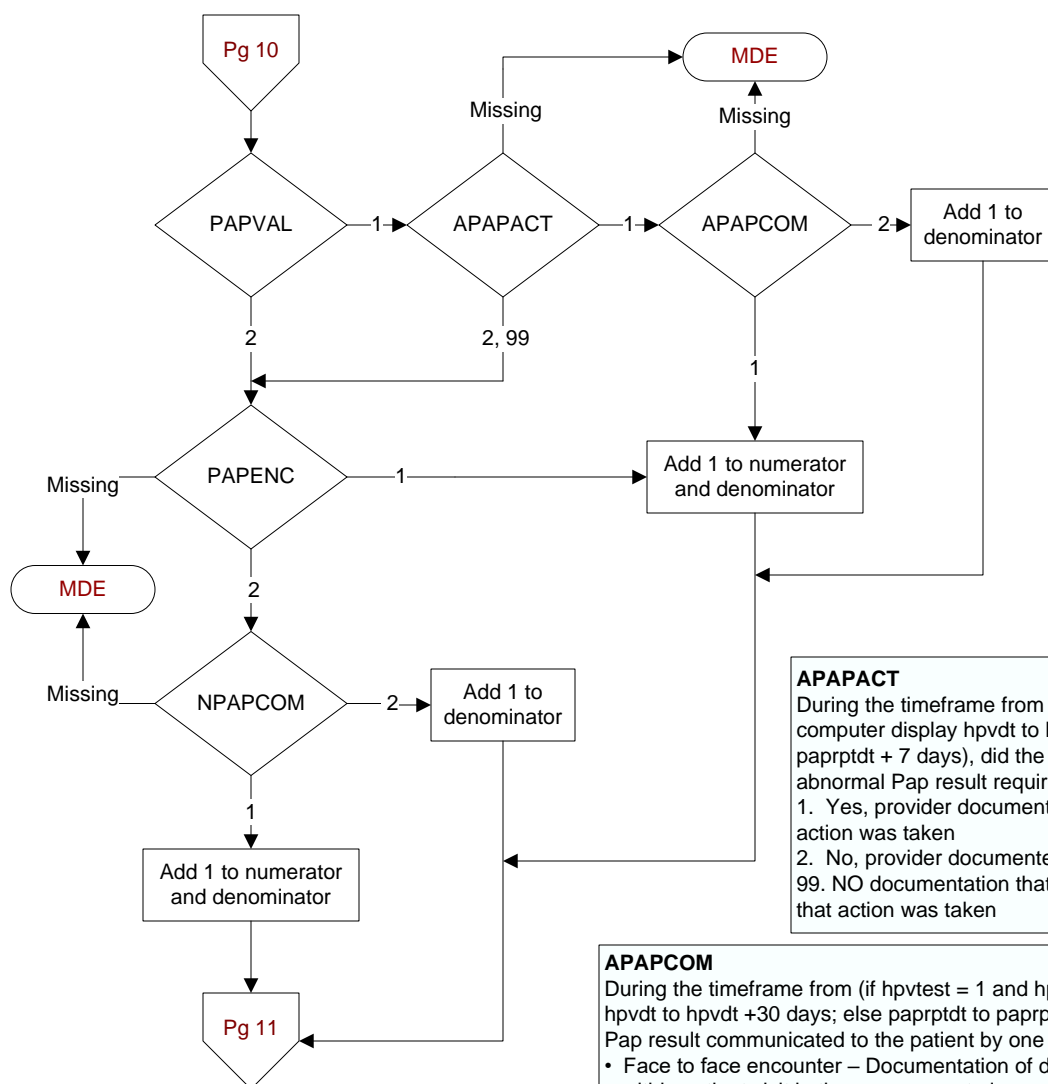 Pg 10
MDE
Missing
Missing
PAPVAL
1
APAPACT
1
APAPCOM
2
Add 1 to
denominator
2
2, 99
1
PAPENC
1
Add 1 to numerator
and denominator
Missing
MDE
2
Missing
NPAPCOM
2
Add 1 to
denominator
1
Add 1 to numerator
and denominator
Pg 11
APAPACT
During the timeframe from
computer display hpvdt to
paprptdt + 7 days), did the
abnormal Pap result
1. Yes, provider
action was taken
2. No, provider
99. NO documentation that
that action was taken
APAPCOM
During the timeframe from (if hpvtest = 1 and
hpvdt to hpvdt +30 days; else paprptdt to
Pap result communicated to the patient by one
• Face to face encounter – Documentation of